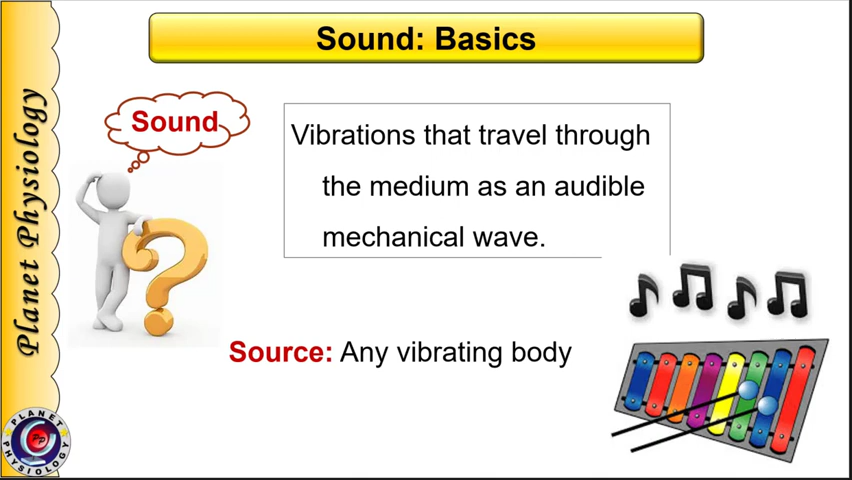 Sound: Basics
Planet Physiology
Sound
Vibrations that travel through
the medium as an audible
mechanical wave.
Source: Any vibrating body
PLANET
PP
PHYSIOLOGY